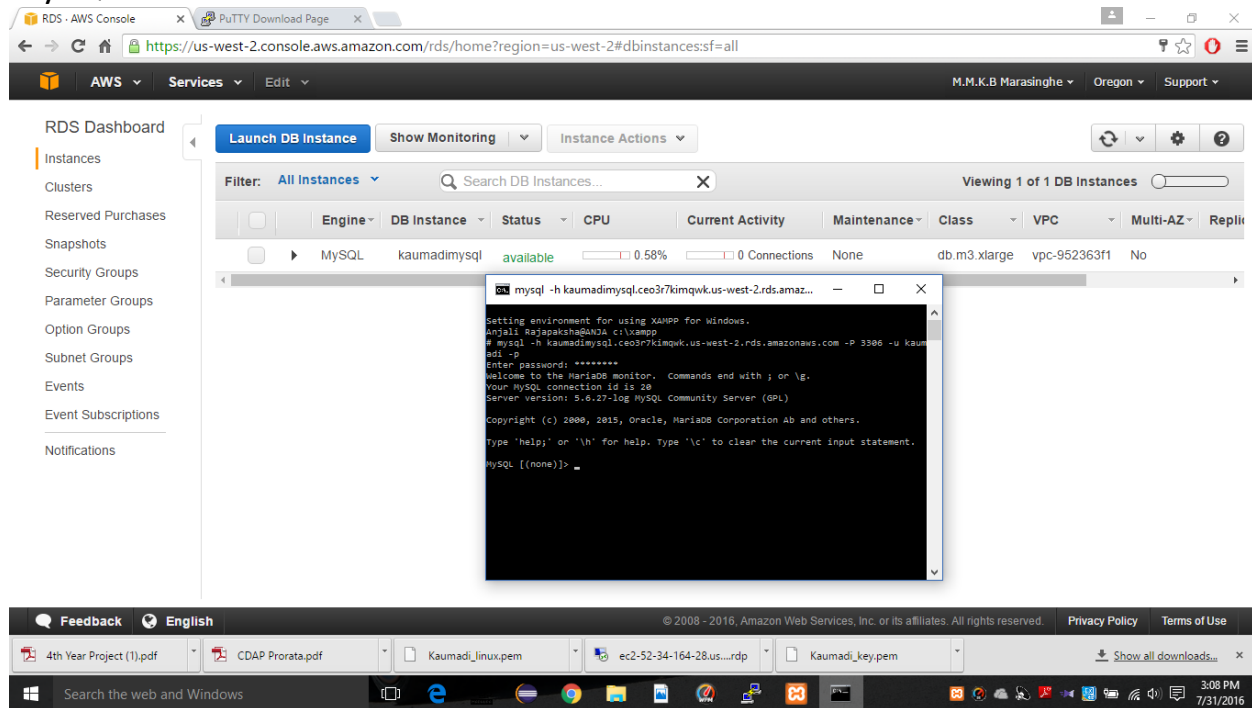 RDS · AWS Console
PuTTY Download Page
https://us-west-2.console.aws.amazon.com/rds/home?region=us-west-2#dbinstances:sf=all
AWS Services Edit M.M.K.B Marasinghe Oregon Support
RDS Dashboard
Instances
Clusters
Reserved Purchases
Snapshots
Security Groups
Parameter Groups
Option Groups
Subnet Groups
Events
Event Subscriptions
Notifications
Launch DB Instance Show Monitoring Instance Actions
Filter: All Instances Search DB Instances... X Viewing 1 of 1 DB Instances
Engine DB Instance Status CPU Current Activity Maintenance Class VPC Multi-AZ Replic
MySQL kaumadimysql available 0.58% 0 Connections None db.m3.xlarge vpc-952363f1 No
mysql -h kaumadimysql.ceo3r7kimqwk.us-west-2.rds.amaz...
Setting environment for using XAMPP for Windows.
Anjali Rajapaksha@ANJA c:\xampp
# mysql -h kaumadimysql.ceo3r7kimqwk.us-west-2.rds.amazonaws.com -P 3306 -u kaum
adi -p
Enter password: ********
Welcome to the MariaDB monitor. Commands end with ; or \g.
Your MySQL connection id is 20
Server version: 5.6.27-log MySQL Community Server (GPL)
Copyright (c) 2000, 2015, Oracle, MariaDB Corporation Ab and others.
Type 'help;' or '\h' for help. Type '\c' to clear the current input statement.
MySQL [(none)]> _
Feedback English © 2008 - 2016, Amazon Web Services, Inc. or its affiliates. All rights reserved. Privacy Policy Terms of Use
4th Year Project (1).pdf CDAP Prorata.pdf Kaumadi_linux.pem ec2-52-34-164-28.us....rdp Kaumadi_key.pem Show all downloads...
Search the web and Windows
3:08 PM
7/31/2016